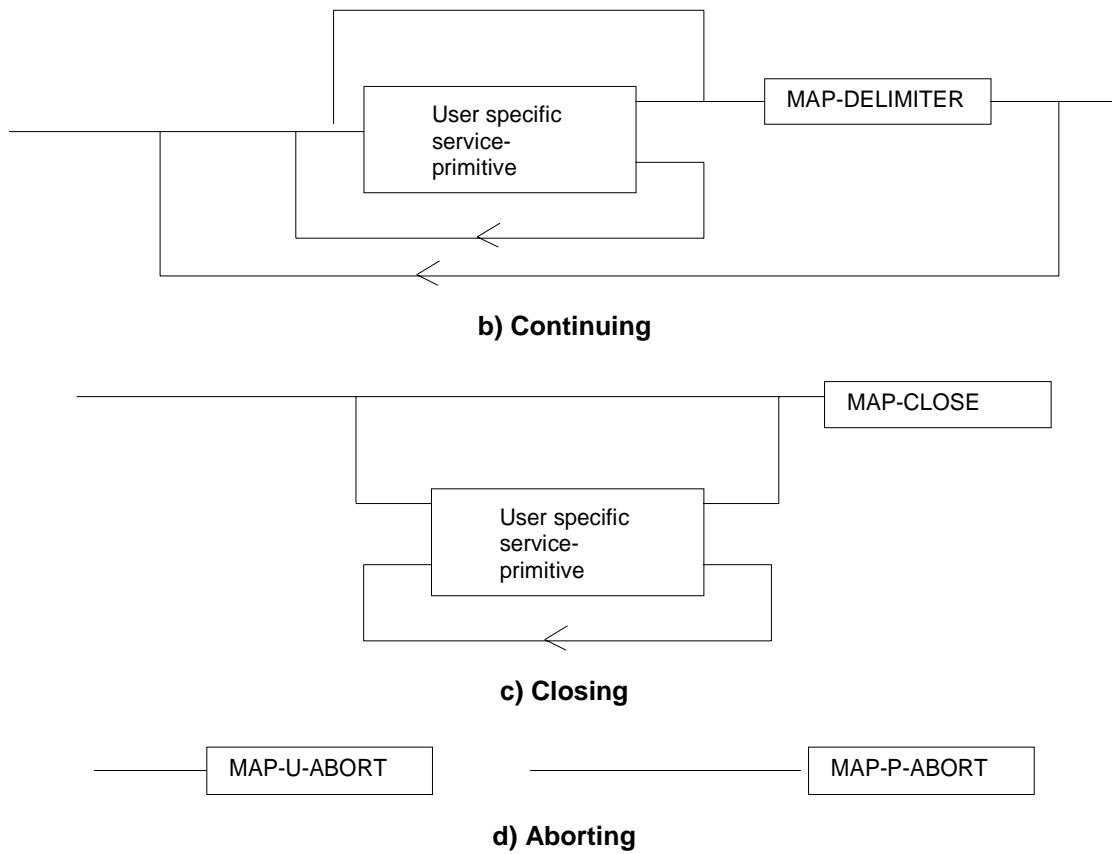 User specific
service-
primitive
MAP-DELIMITER
b) Continuing
MAP-CLOSE
User specific
service-
primitive
c) Closing
MAP-U-ABORT
MAP-P-ABORT
d) Aborting